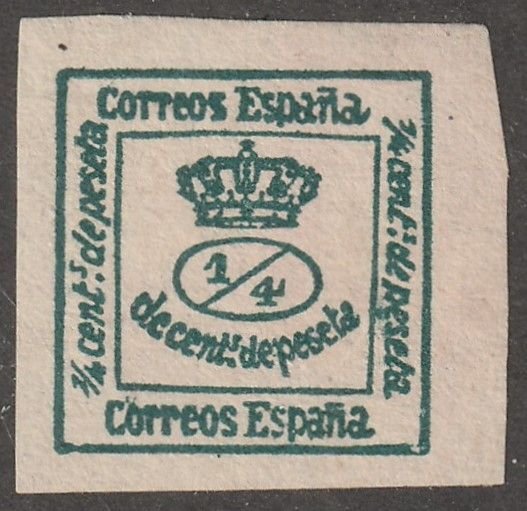 Correos España
1/4 cent.s de peseta
1/4
de cent.s de peseta
1/4 cent.s de peseta
Correos España